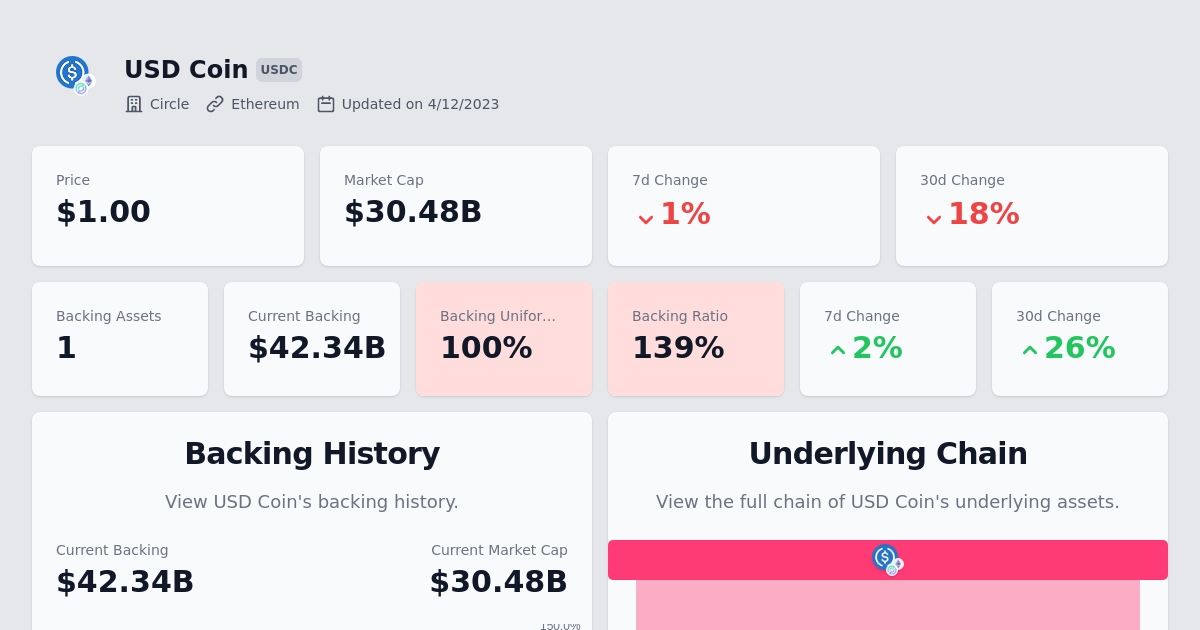 USD Coin USDC
Circle Ethereum Updated on 4/12/2023
Price
$1.00
Market Cap
$30.48B
7d Change
1%
30d Change
18%
Backing Assets
1
Current Backing
$42.34B
Backing Unifor...
100%
Backing Ratio
139%
7d Change
2%
30d Change
26%
Backing History
View USD Coin's backing history.
Current Backing
$42.34B
Current Market Cap
$30.48B
150.0%
Underlying Chain
View the full chain of USD Coin's underlying assets.